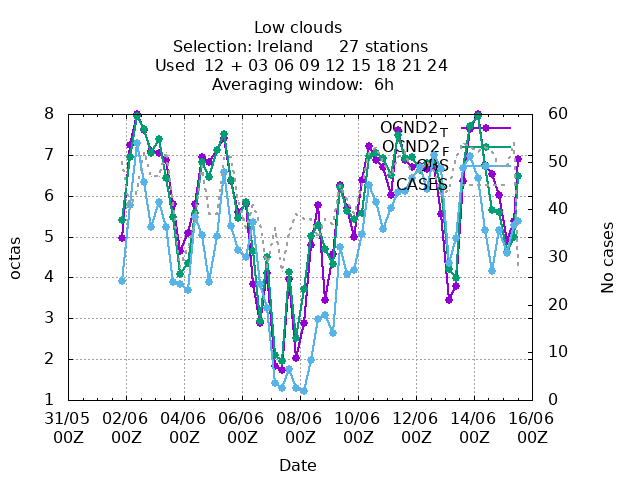 Low clouds
Selection: Ireland 27 stations
Used 12 + 03 06 09 12 15 18 21 24
Averaging window: 6h
8 60
OCND2 T
7 50
OCND2 F
OBS
CASES
6 40
5 30
octas
No cases
4 20
3
2 10
1 0
31/05 02/06 04/06 06/06 08/06 10/06 12/06 14/06 16/06
00Z 00Z 00Z 00Z 00Z 00Z 00Z 00Z 00Z
Date